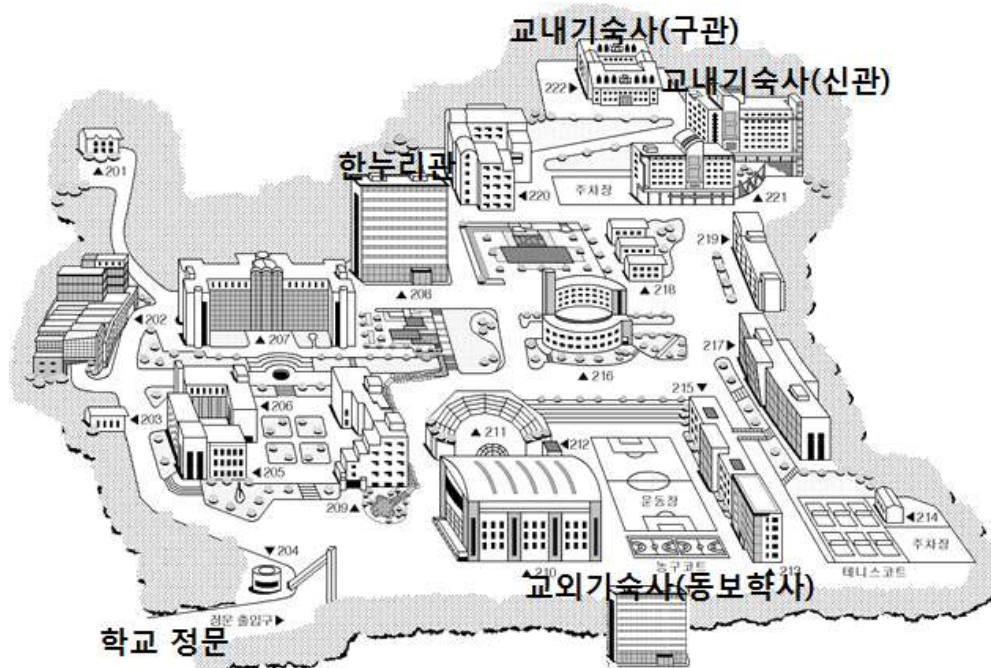 교내기숙사(구관)
222 ▶
교내기숙사(신관)
▲ 201
한누리관
◀220
주차장
▲ 221
219 ▶
▲ 218
▲ 208
◀ 202
▲ 207
217 ▶
▲ 216
215 ▼
◀ 203
◀ 206
▲ 211
◀212
◀ 205
운동장
209 ▲
◀ 214
주차장
▼ 204
▲ 210
농구코트
▲ 213
테니스코트
교외기숙사(동보학사)
정문 출입구 ▶
학교 정문